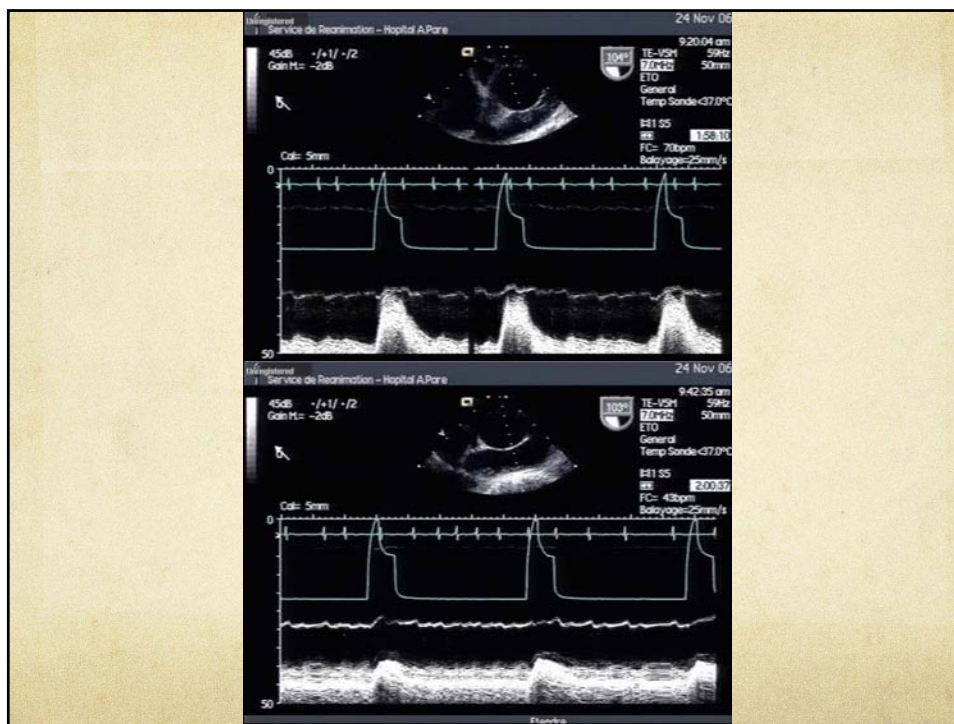 Unregistered
24 Nov 06
Service de Reanimation - Hopital A.Pare
9:20:04 am
45dB ·/+1/ ·/2
Gain M.= -2dB
104°
TE-V5M 59Hz
7.0MHz 50mm
ETO
General
Temp Sonde<37.0°C
1:58:10
FC= 70bpm
Balayage=25mm/s
Cal= 5mm
0
50
Unregistered
24 Nov 06
Service de Reanimation - Hopital A.Pare
9:42:35 am
45dB ·/+1/ ·/2
Gain M.= -2dB
103°
TE-V5M 59Hz
7.0MHz 50mm
ETO
General
Temp Sonde<37.0°C
2:00:37
FC= 43bpm
Balayage=25mm/s
Cal= 5mm
0
50
Etendre